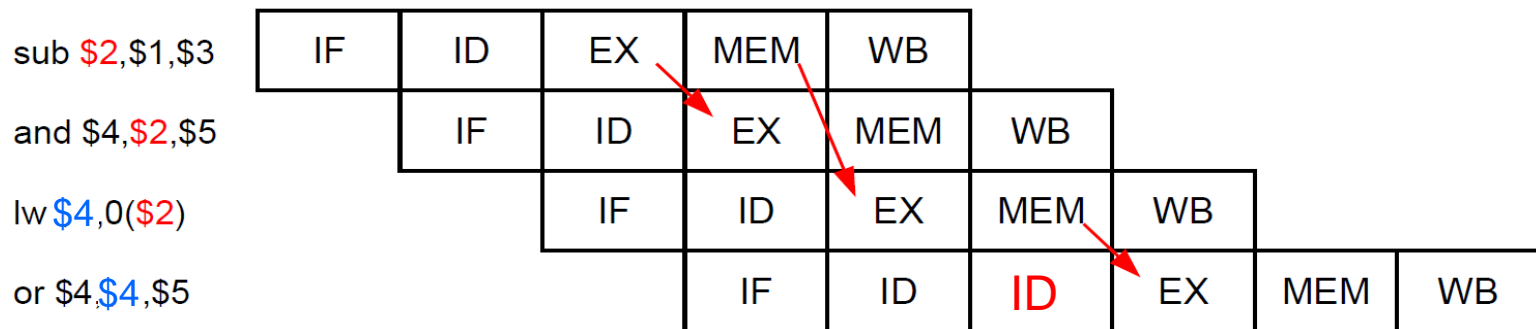 sub $2,$1,$3 IF ID EX MEM WB
and $4,$2,$5 IF ID EX MEM WB
lw $4,0($2) IF ID EX MEM WB
or $4,$4,$5 IF ID ID EX MEM WB